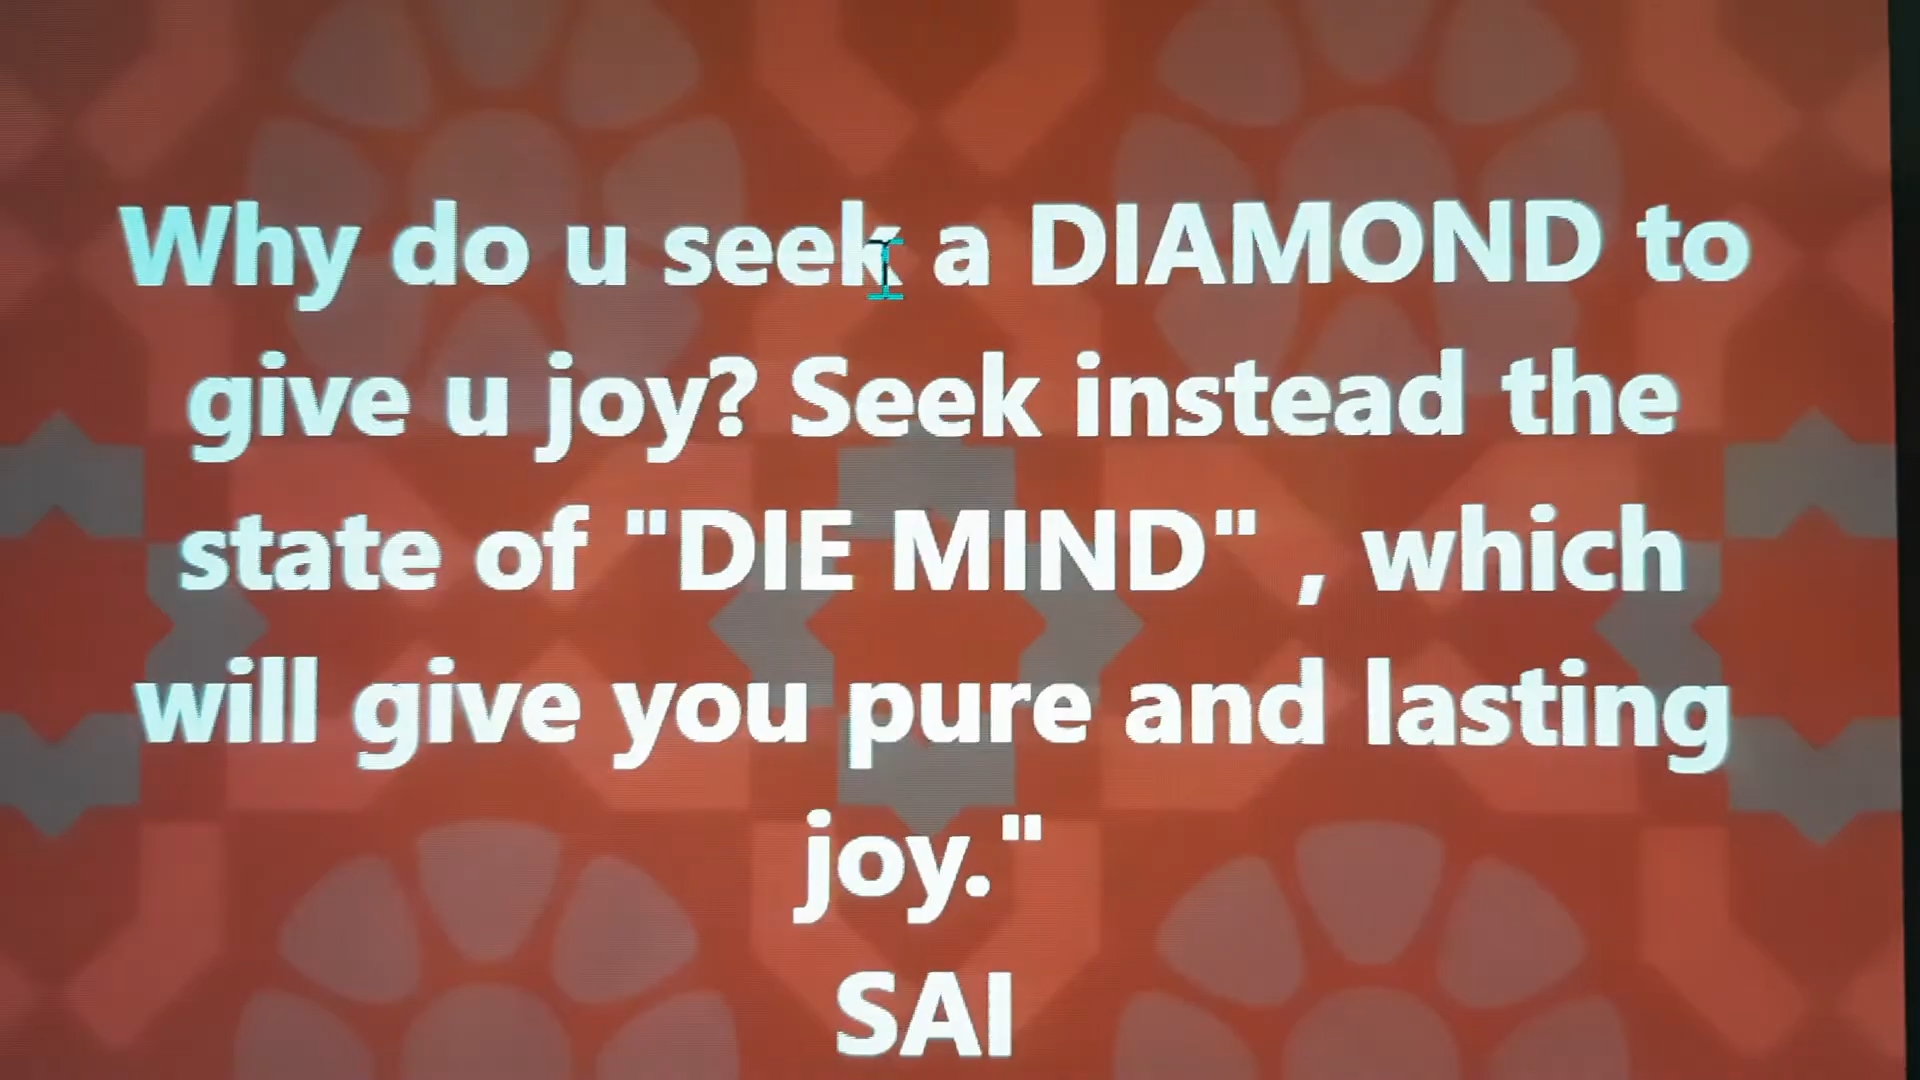 Why do u seek a DIAMOND to
give u joy? Seek instead the
state of "DIE MIND" , which
will give you pure and lasting
joy."
SAI